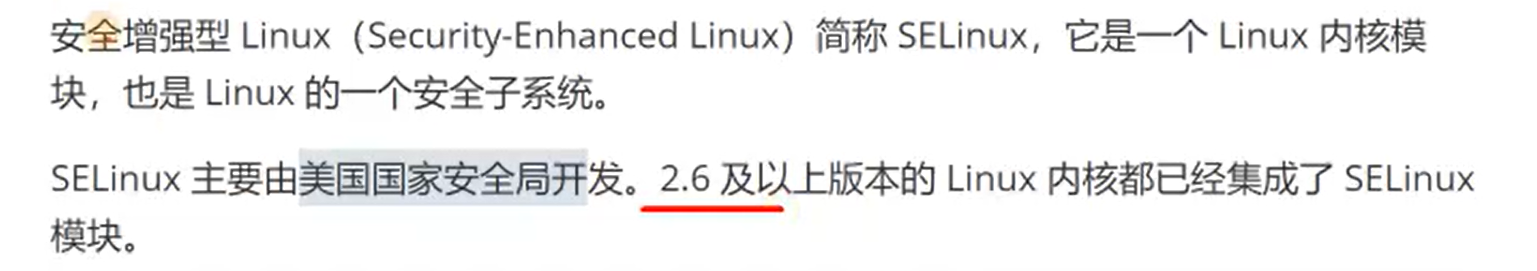 安全增强型 Linux（Security-Enhanced Linux）简称 SELinux，它是一个 Linux 内核模
块，也是 Linux 的一个安全子系统。
SELinux 主要由美国国家安全局开发。2.6 及以上版本的 Linux 内核都已经集成了 SELinux
模块。